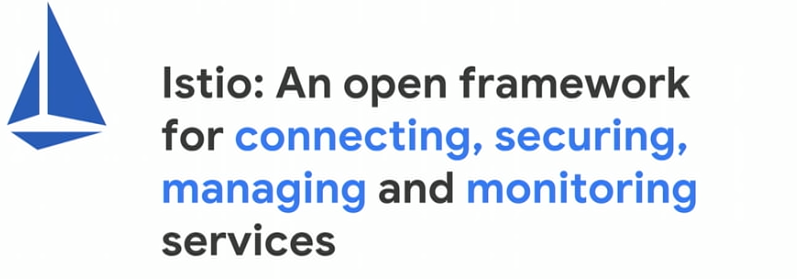 Istio: An open framework
for connecting, securing,
managing and monitoring
services